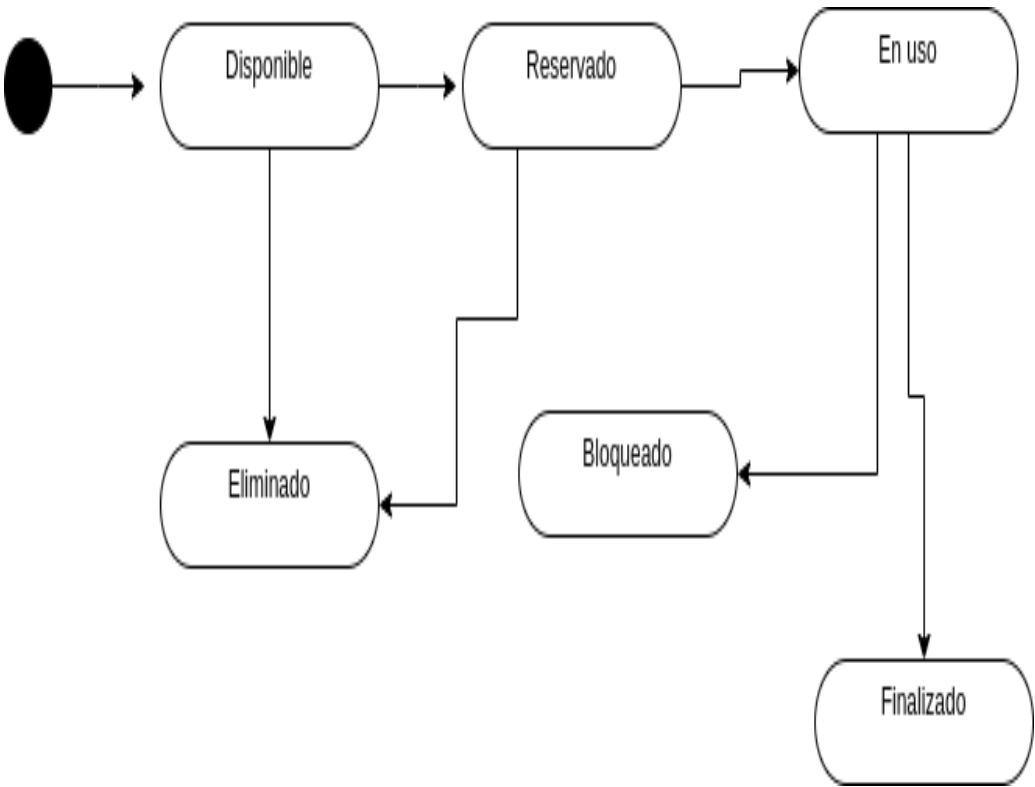 Disponible
Reservado
En uso
Eliminado
Bloqueado
Finalizado